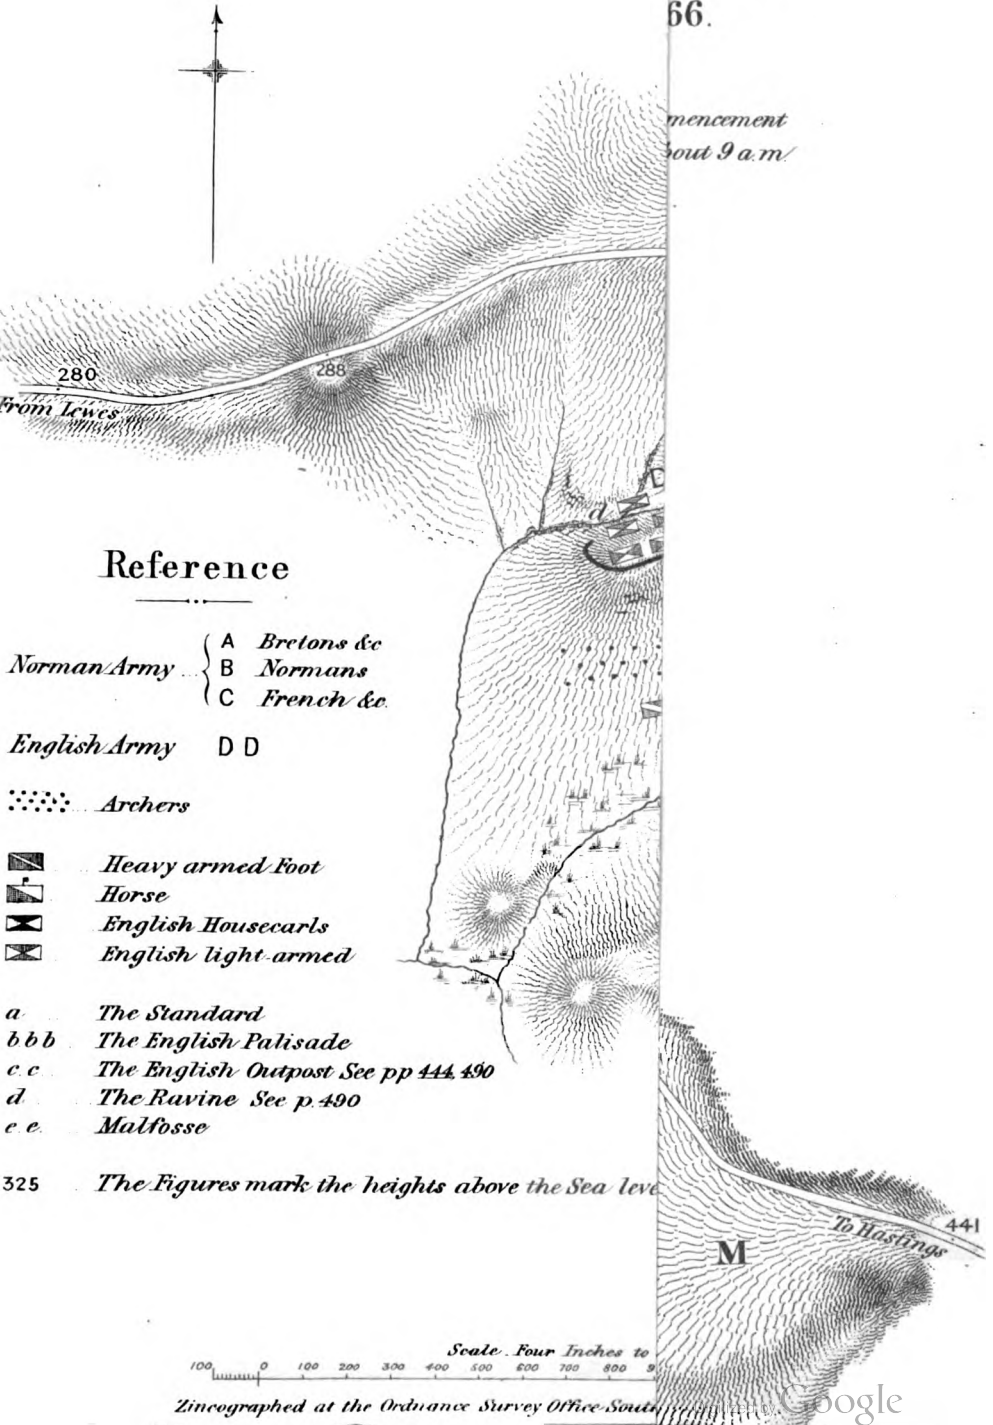 66.
mencement
bout 9 a.m
280
288
From Lewes
D
d
Reference
Norman Army
A Bretons &c
B Normans
C French &c.
English Army D D
Archers
Heavy armed Foot
Horse
English Housecarls
English light-armed
a The Standard
b b b The English Palisade
c c The English Outpost See pp 444, 490
d The Ravine See p. 490
e e. Malfosse
325 The Figures mark the heights above the Sea leve
441
To Hastings
M
Scale. Four Inches to
100 0 100 200 300 400 500 600 700 800 9
Zincographed at the Ordnance Survey Office South
Google